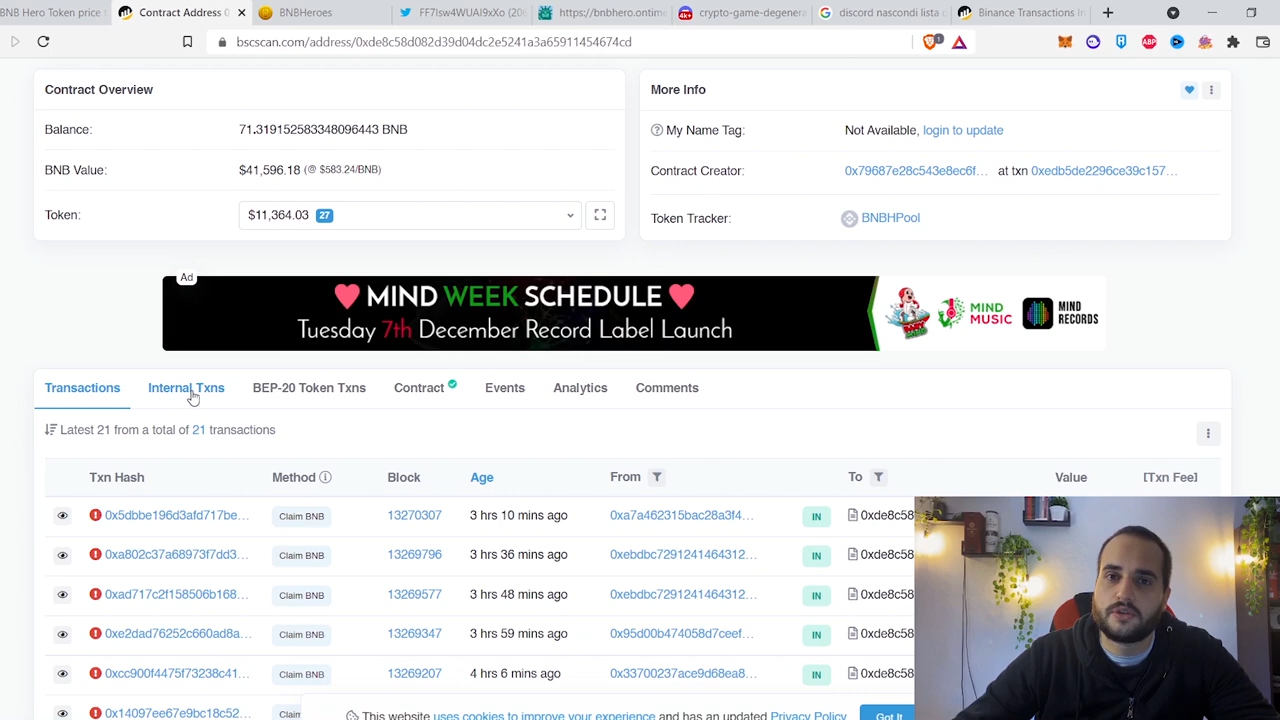 BNB Hero Token price
Contract Address 0
BNBHeroes
FF7Isw4WUAI9xXo (20
https://bnbhero.ontime
4k+
crypto-game-degenera
discord nascondi lista
Binance Transactions In
bscscan.com/address/0xde8c58d082d39d04dc2e5241a3a65911454674cd
1
ABP
Contract Overview
Balance:
71.319152583348096443 BNB
BNB Value:
$41,596.18 (@ $583.24/BNB)
Token:
$11,364.03 27
More Info
My Name Tag:
Not Available, login to update
Contract Creator:
0x79687e28c543e8ec6f... at txn 0xedb5de2296ce39c157...
Token Tracker:
BNBHPool
Ad
MIND WEEK SCHEDULE
Tuesday 7th December Record Label Launch
MIND MUSIC
MIND RECORDS
Transactions Internal Txns BEP-20 Token Txns Contract Events Analytics Comments
Latest 21 from a total of 21 transactions
Txn Hash Method Block Age From To Value [Txn Fee]
0x5dbbe196d3afd717be... Claim BNB 13270307 3 hrs 10 mins ago 0xa7a462315bac28a3f4... IN 0xde8c58
0xa802c37a68973f7dd3... Claim BNB 13269796 3 hrs 36 mins ago 0xebdbc7291241464312... IN 0xde8c58
0xad717c2f158506b168... Claim BNB 13269577 3 hrs 48 mins ago 0xebdbc7291241464312... IN 0xde8c58
0xe2dad76252c660ad8a... Claim BNB 13269347 3 hrs 59 mins ago 0x95d00b474058d7ceef... IN 0xde8c58
0xcc900f4475f73238c41... Claim BNB 13269207 4 hrs 6 mins ago 0x33700237ace9d68ea8... IN 0xde8c58
0x14097ee67e9bc18c52... Claim
This website uses cookies to improve your experience and has an updated Privacy Policy
Got It